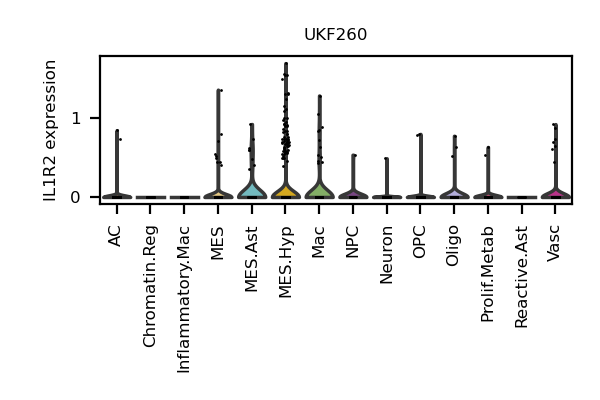 UKF260
IL1R2 expression
1
0
AC
Chromatin.Reg
Inflammatory.Mac
MES
MES.Ast
MES.Hyp
Mac
NPC
Neuron
OPC
Oligo
Prolif.Metab
Reactive.Ast
Vasc